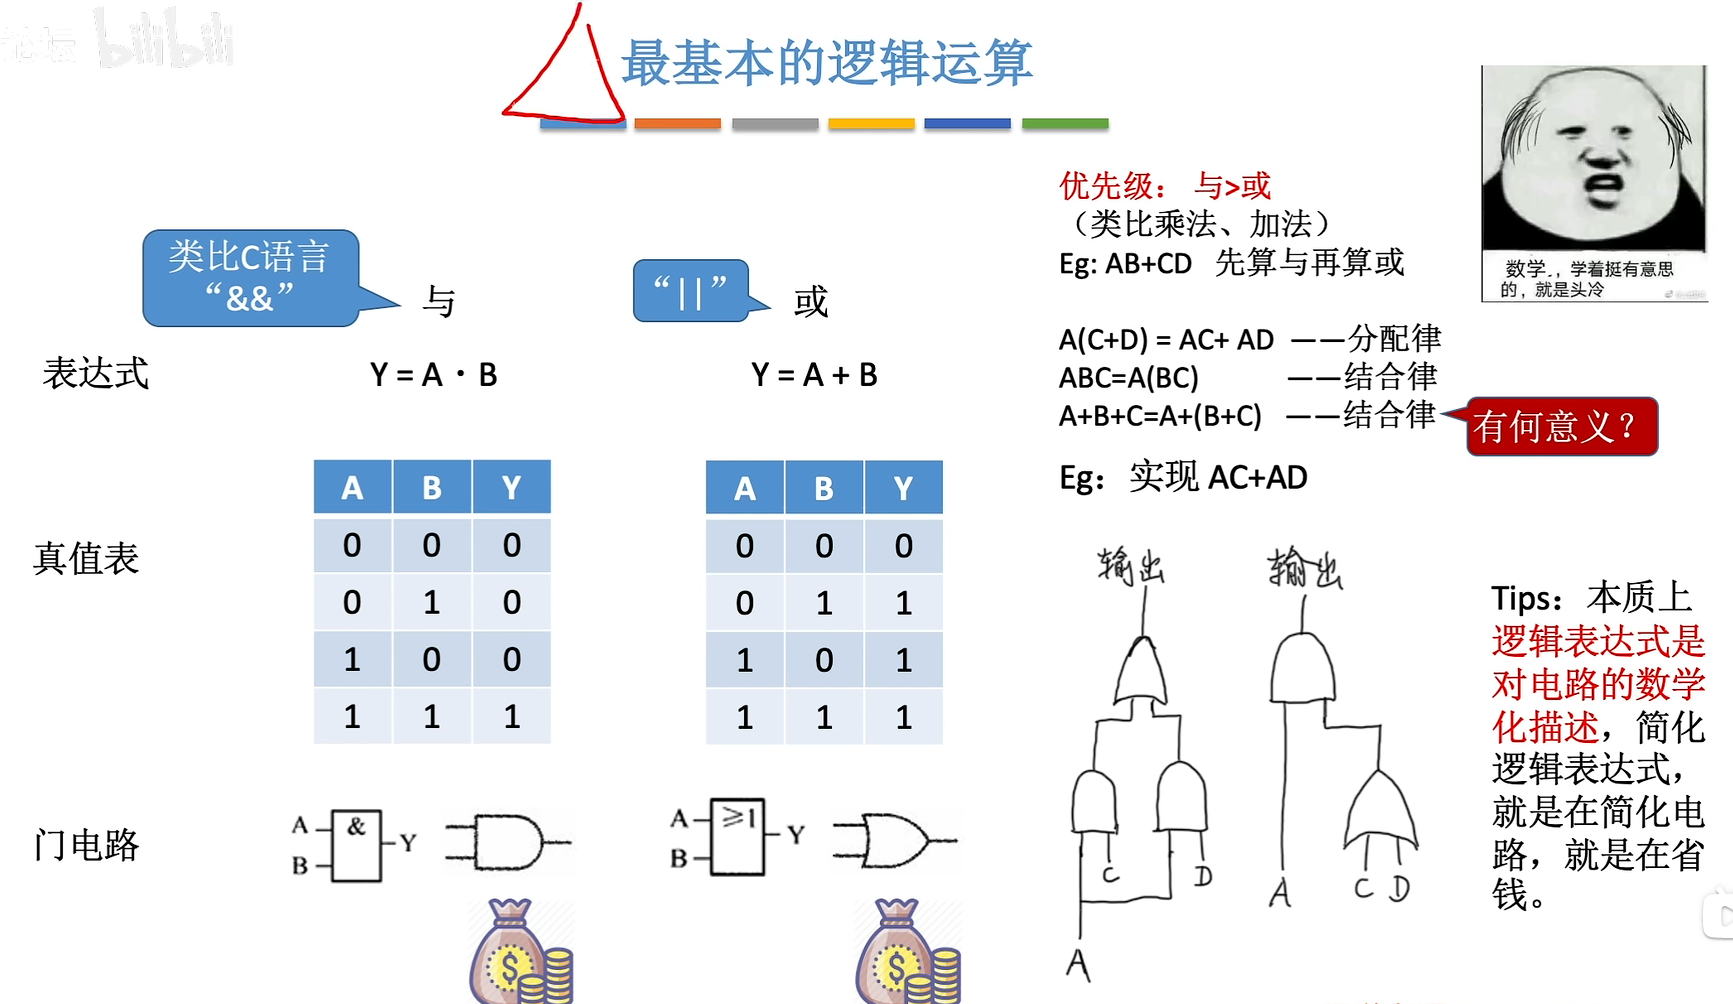 论坛 bilibili
最基本的逻辑运算
优先级： 与>或
（类比乘法、加法）
Eg: AB+CD 先算与再算或
数学，，学着挺有意思
的，就是头冷
类比C语言
“&&”
与
“||”
或
表达式
Y = A · B
Y = A + B
A(C+D) = AC+ AD ——分配律
ABC=A(BC) ——结合律
A+B+C=A+(B+C) ——结合律
有何意义？
Eg：实现 AC+AD
真值表
A B Y
0 0 0
0 1 0
1 0 0
1 1 1
A B Y
0 0 0
0 1 1
1 0 1
1 1 1
门电路
A
B
&
Y
A
B
≥1
Y
$
$
输出
C
D
A
输出
A
C
D
Tips：本质上
逻辑表达式是
对电路的数学
化描述，简化
逻辑表达式，
就是在简化电
路，就是在省
钱。